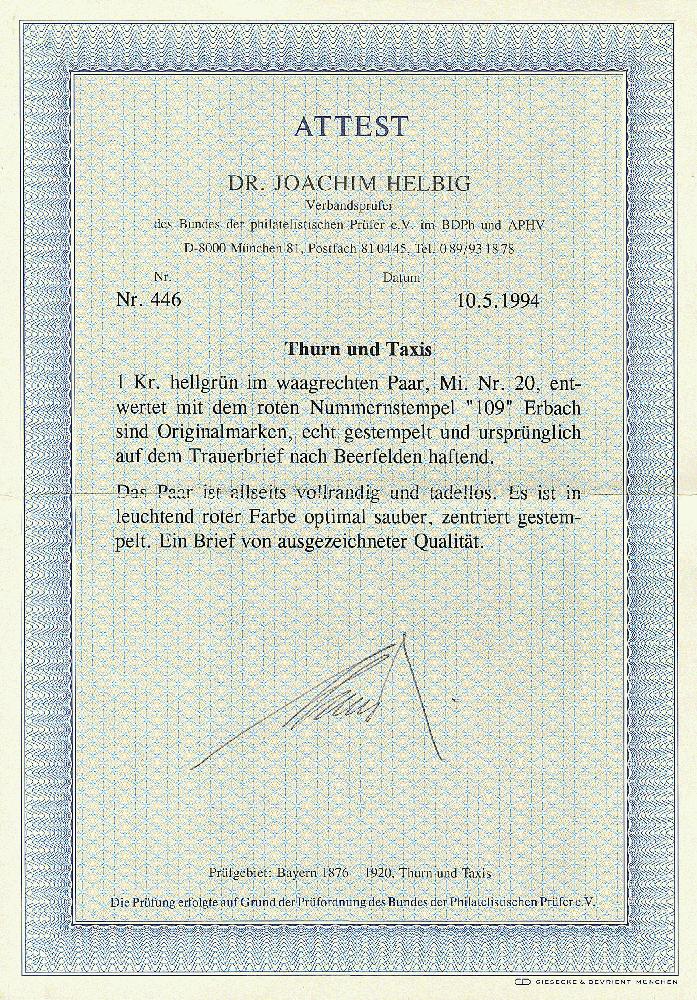 ATTEST
DR. JOACHIM HELBIG
Verbandsprüfer
des Bundes der philatelistischen Prüfer e.V. im BDPh und APHV
D-8000 München 81, Postfach 81 04 45, Tel. 0 89/93 18 78
Nr. Datum
Nr. 446 10.5.1994
Thurn und Taxis
1 Kr. hellgrün im waagrechten Paar, Mi. Nr. 20, ent-
wertet mit dem roten Nummernstempel "109" Erbach
sind Originalmarken, echt gestempelt und ursprünglich
auf dem Trauerbrief nach Beerfelden haftend.
Das Paar ist allseits vollrandig und tadellos. Es ist in
leuchtend roter Farbe optimal sauber, zentriert gestem-
pelt. Ein Brief von ausgezeichneter Qualität.
Prüfgebiet: Bayern 1876 – 1920, Thurn und Taxis
Die Prüfung erfolgte auf Grund der Prüfordnung des Bundes der Philatelistischen Prüfer e.V.
GIESECKE & DEVRIENT MÜNCHEN